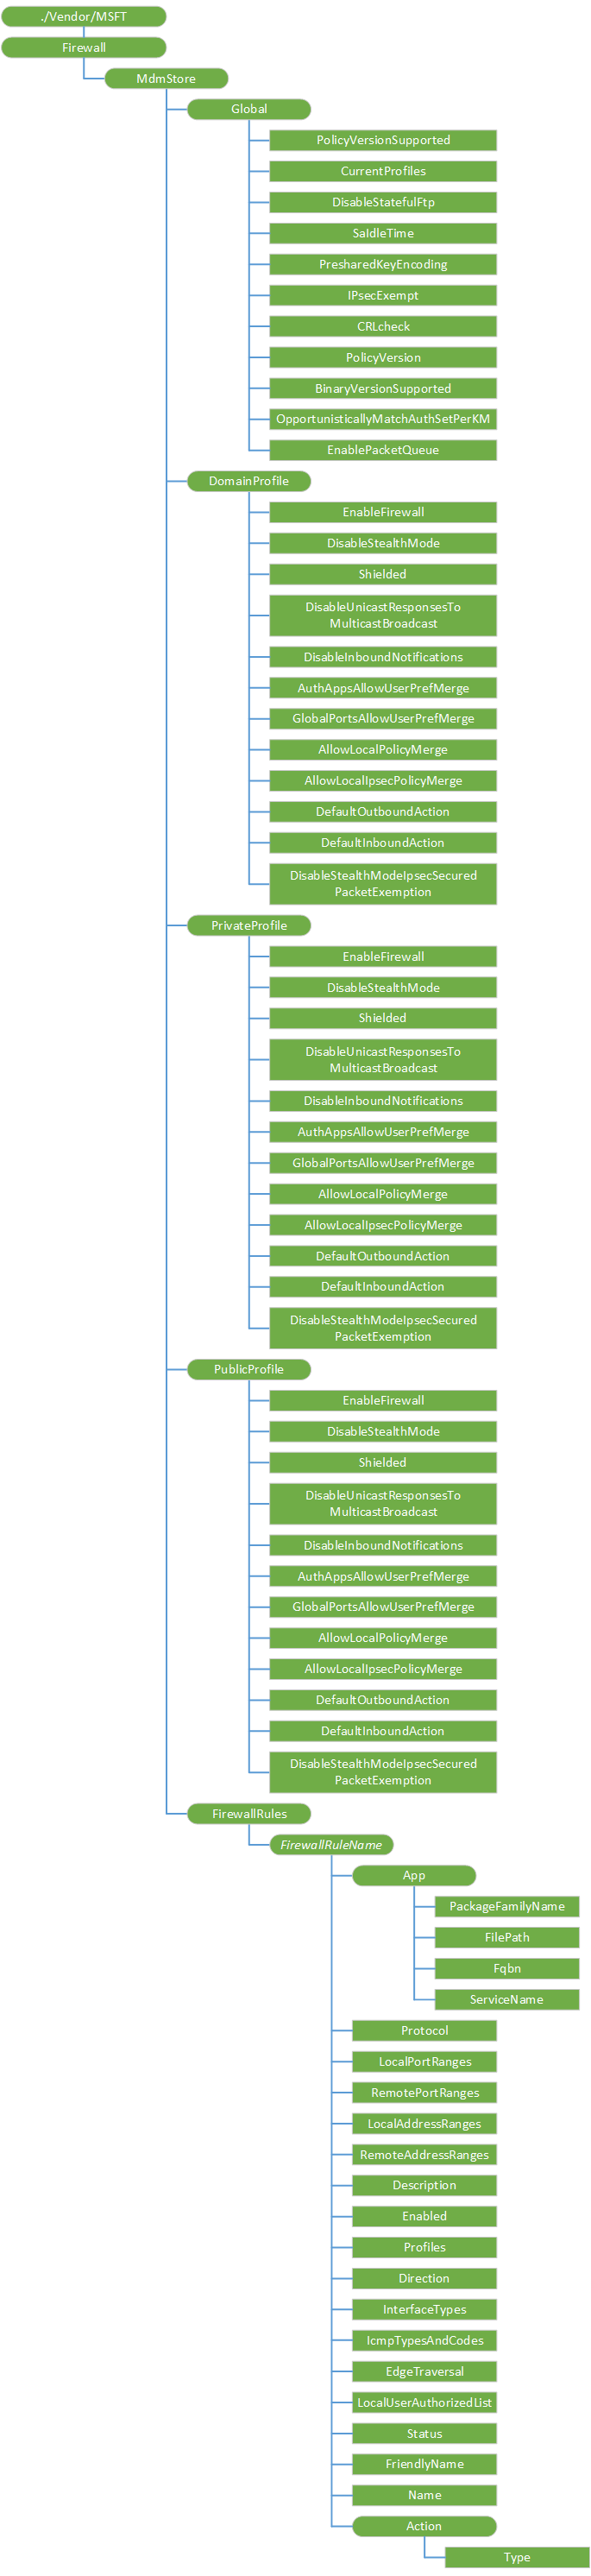 ./Vendor/MSFT
Firewall
MdmStore
Global
PolicyVersionSupported
CurrentProfiles
DisableStatefulFtp
SaIdleTime
PresharedKeyEncoding
IPsecExempt
CRLcheck
PolicyVersion
BinaryVersionSupported
OpportunisticallyMatchAuthSetPerKM
EnablePacketQueue
DomainProfile
EnableFirewall
DisableStealthMode
Shielded
DisableUnicastResponsesTo
MulticastBroadcast
DisableInboundNotifications
AuthAppsAllowUserPrefMerge
GlobalPortsAllowUserPrefMerge
AllowLocalPolicyMerge
AllowLocalIpsecPolicyMerge
DefaultOutboundAction
DefaultInboundAction
DisableStealthModeIpsecSecured
PacketExemption
PrivateProfile
EnableFirewall
DisableStealthMode
Shielded
DisableUnicastResponsesTo
MulticastBroadcast
DisableInboundNotifications
AuthAppsAllowUserPrefMerge
GlobalPortsAllowUserPrefMerge
AllowLocalPolicyMerge
AllowLocalIpsecPolicyMerge
DefaultOutboundAction
DefaultInboundAction
DisableStealthModeIpsecSecured
PacketExemption
PublicProfile
EnableFirewall
DisableStealthMode
Shielded
DisableUnicastResponsesTo
MulticastBroadcast
DisableInboundNotifications
AuthAppsAllowUserPrefMerge
GlobalPortsAllowUserPrefMerge
AllowLocalPolicyMerge
AllowLocalIpsecPolicyMerge
DefaultOutboundAction
DefaultInboundAction
DisableStealthModeIpsecSecured
PacketExemption
FirewallRules
FirewallRuleName
App
PackageFamilyName
FilePath
Fqbn
ServiceName
Protocol
LocalPortRanges
RemotePortRanges
LocalAddressRanges
RemoteAddressRanges
Description
Enabled
Profiles
Direction
InterfaceTypes
IcmpTypesAndCodes
EdgeTraversal
LocalUserAuthorizedList
Status
FriendlyName
Name
Action
Type